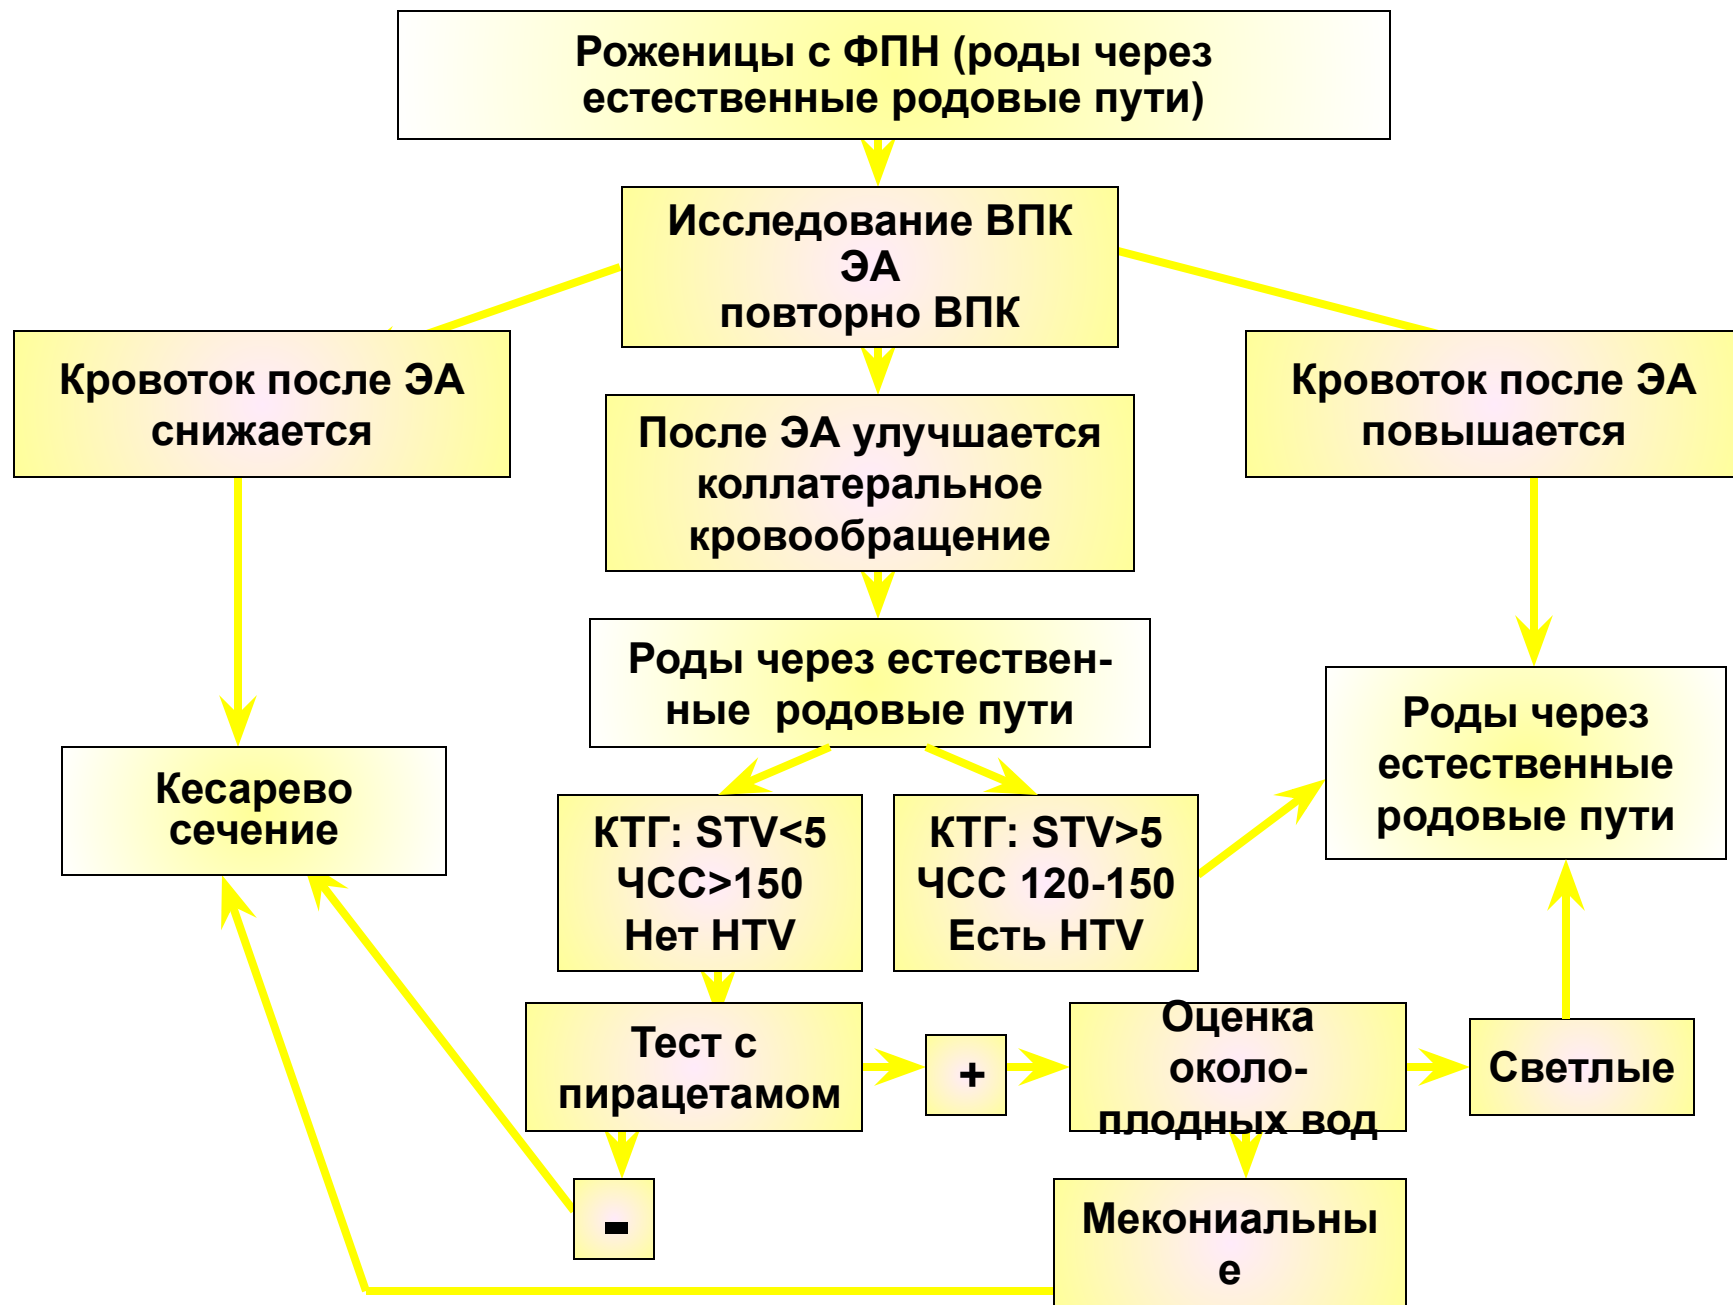 Роженицы с ФПН (роды через
естественные родовые пути)
Исследование ВПК
ЭА
повторно ВПК
Кровоток после ЭА
снижается
После ЭА улучшается
коллатеральное
кровообращение
Кровоток после ЭА
повышается
Роды через естествен-
ные родовые пути
Роды через
естественные
родовые пути
Кесарево
сечение
КТГ: STV<5
ЧСС>150
Нет HTV
КТГ: STV>5
ЧСС 120-150
Есть HTV
Тест с
пирацетамом
+
Оценка
около-
плодных вод
Светлые
-
Мекониальны
е